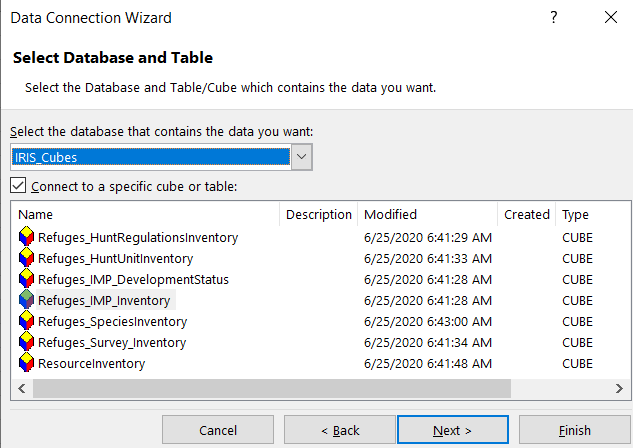 Data Connection Wizard ?
Select Database and Table
Select the Database and Table/Cube which contains the data you want.
Select the database that contains the data you want:
IRIS_Cubes
Connect to a specific cube or table:
Name Description Modified Created Type
Refuges_HuntRegulationsInventory 6/25/2020 6:41:29 AM CUBE
Refuges_HuntUnitInventory 6/25/2020 6:41:33 AM CUBE
Refuges_IMP_DevelopmentStatus 6/25/2020 6:41:28 AM CUBE
Refuges_IMP_Inventory 6/25/2020 6:41:28 AM CUBE
Refuges_SpeciesInventory 6/25/2020 6:43:00 AM CUBE
Refuges_Survey_Inventory 6/25/2020 6:41:34 AM CUBE
ResourceInventory 6/25/2020 6:41:48 AM CUBE
Cancel < Back Next > Finish